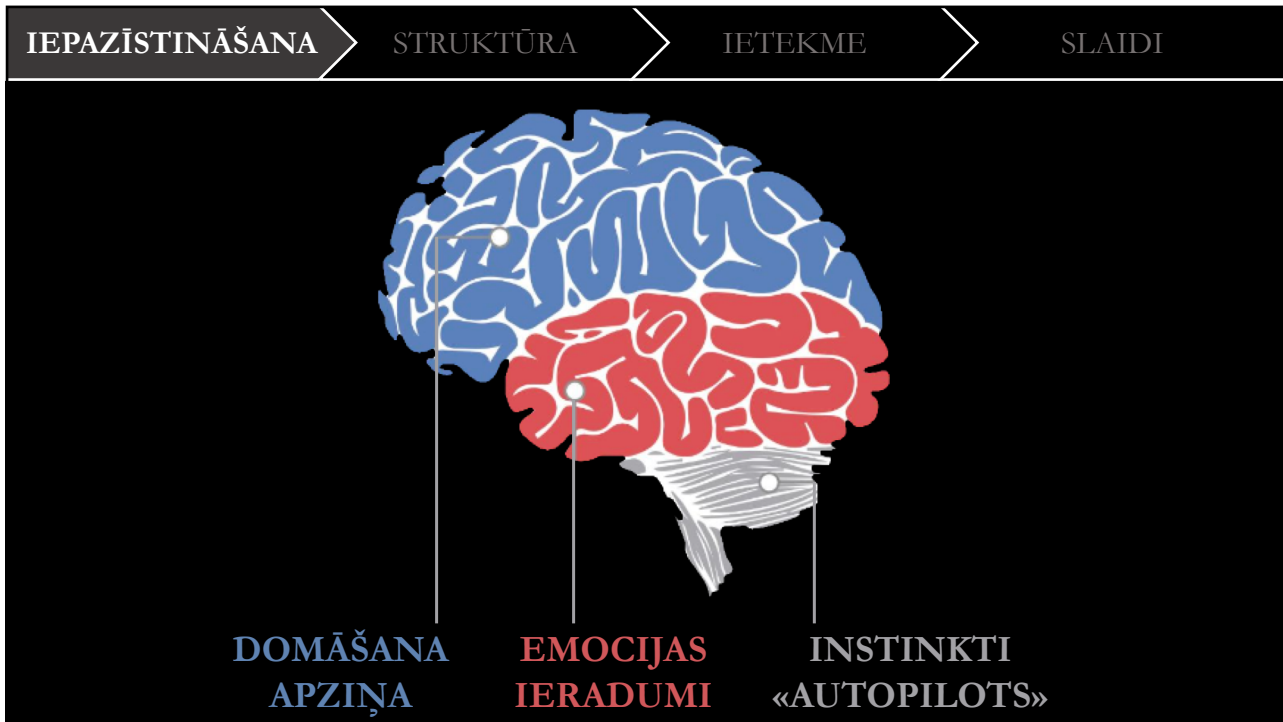 IEPAZĪSTINĀŠANA
STRUKTŪRA
IETEKME
SLAIDI
DOMĀŠANA
APZIŅA
EMOCIJAS
IERADUMI
INSTINKTI
«AUTOPILOTS»